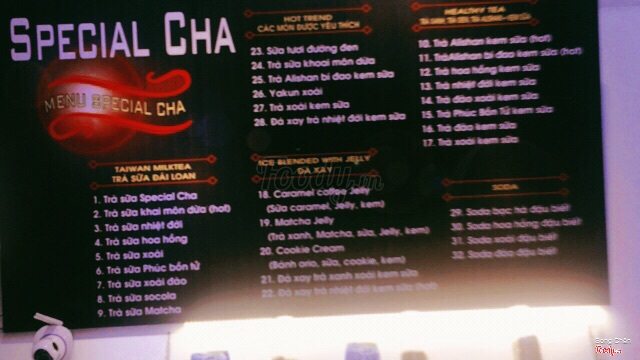 SPECIAL CHA
MENU SPECIAL CHA
TAIWAN MILKTEA
TRÀ SỮA ĐÀI LOAN
1. Trà sữa Special Cha
2. Trà sữa khai môn dừa (hot)
3. Trà sữa nhiệt đới
4. Trà sữa hoa hồng
5. Trà sữa xoài
6. Trà sữa Phúc bồn tử
7. Trà sữa xoài đào
8. Trà sữa socola
9. Trà sữa Matcha
HOT TREND
CÁC MÓN ĐƯỢC YÊU THÍCH
23. Sữa tươi đường đen
24. Trà sữa khoai môn dừa
25. Trà Alishan bí đao kem sữa
26. Yakun xoài
27. Trà xoài kem sữa
28. Đá xay trà nhiệt đới kem sữa
ICE BLENDED WITH JELLY
ĐÁ XAY
18. Caramel coffee Jelly
(Sữa caramel, Jelly, kem)
19. Matcha Jelly
(Trà xanh, Matcha, sữa, Jelly, kem)
20. Cookie Cream
(Bánh orio, sữa, cookie, kem)
21. Đá xay trà xanh xoài kem sữa
22. Đá xay trà nhiệt đới kem sữa (hot)
HEALTHY TEA
10. Trà Alishan kem sữa (hot)
11. TràAlishan bí đao kem sữa (hot)
12. Trà hoa hồng kem sữa
13. Trà nhiệt đới kem sữa
14. Trà đào xoài kem sữa
15. Trà Phúc Bồn Tử kem sữa
16. Trà đào kem sữa
17. Trà xoài kem sữa
SODA
29. Soda bạc hà đậu biếc
30. Soda hoa hồng đậu biếc
31. Soda xoài đậu biếc
32. Soda đào đậu biếc
Foody.vn
Foody.vn